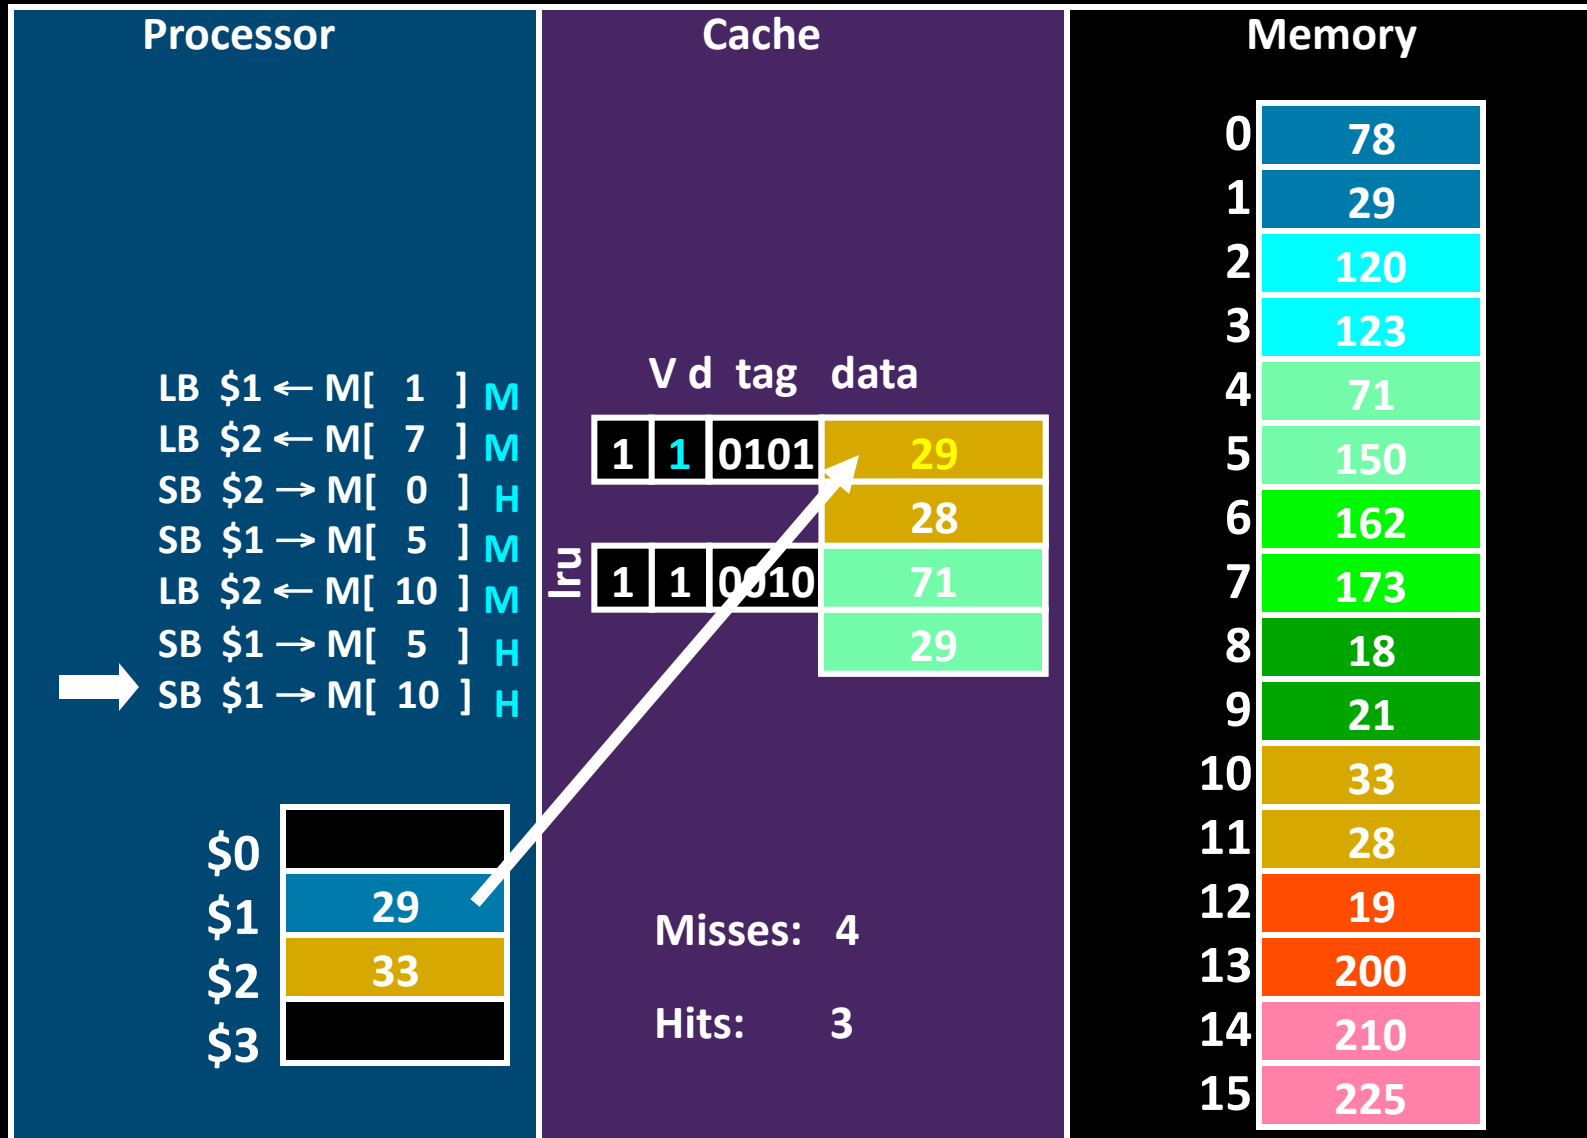 Processor
LB $1 ← M[ 1 ] M
LB $2 ← M[ 7 ] M
SB $2 → M[ 0 ] H
SB $1 → M[ 5 ] M
LB $2 ← M[ 10 ] M
SB $1 → M[ 5 ] H
SB $1 → M[ 10 ] H
$0
$1 29
$2 33
$3
Cache
V d tag data
1 1 0101 29
28
lru 1 1 0010 71
29
Misses: 4
Hits: 3
Memory
0 78
1 29
2 120
3 123
4 71
5 150
6 162
7 173
8 18
9 21
10 33
11 28
12 19
13 200
14 210
15 225